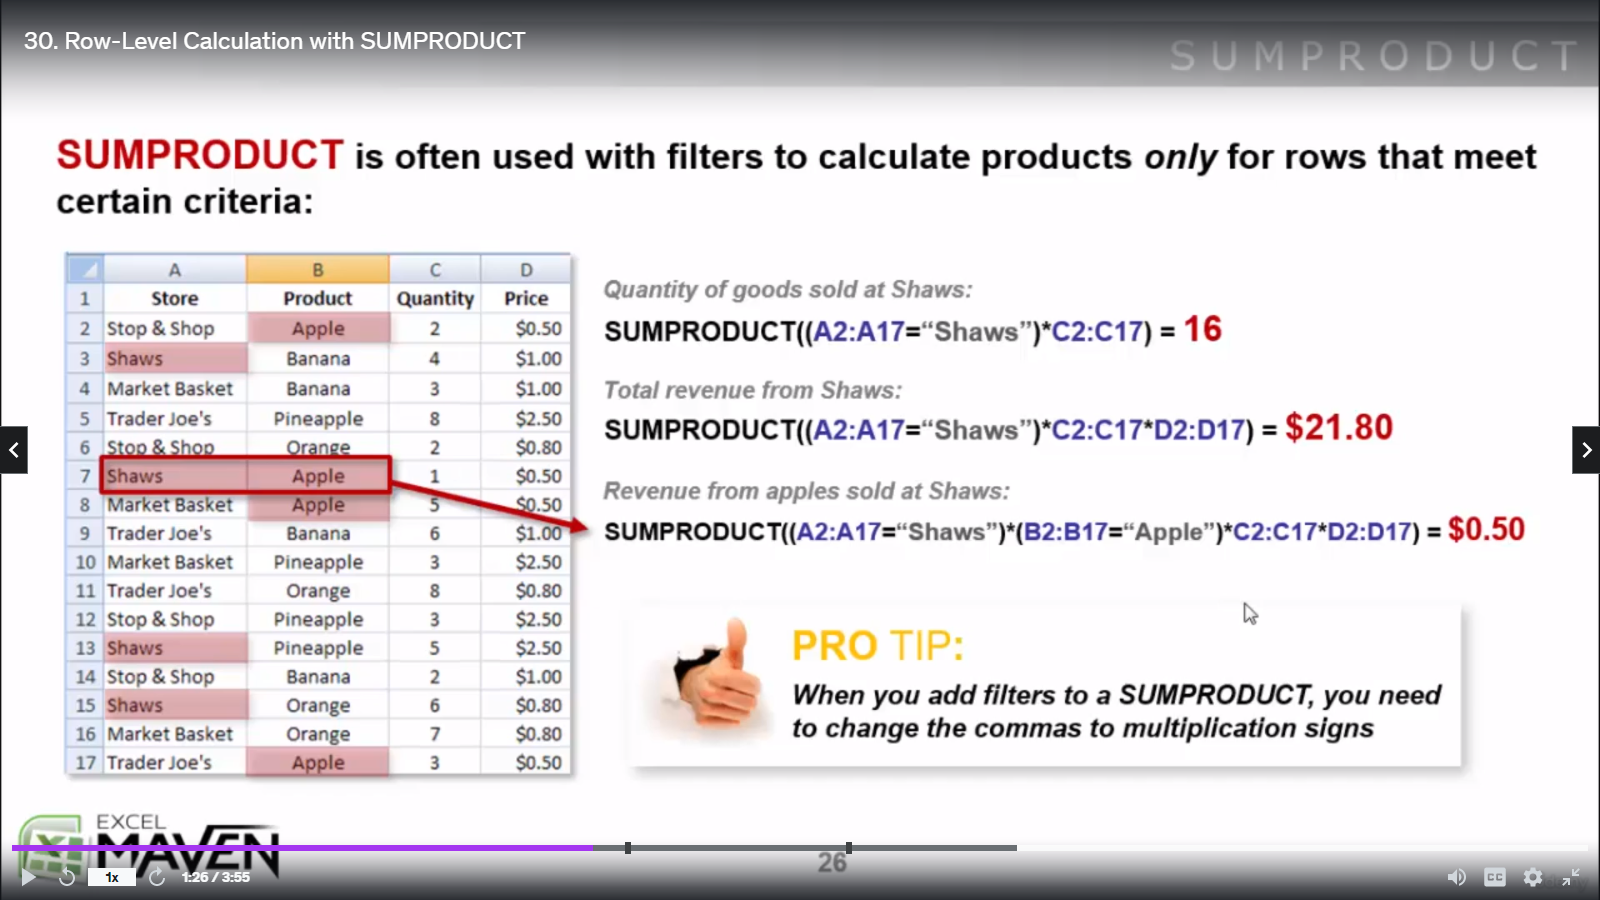 30. Row-Level Calculation with SUMPRODUCT
SUMPRODUCT
SUMPRODUCT is often used with filters to calculate products only for rows that meet
certain criteria:
A B C D
1 Store Product Quantity Price
2 Stop & Shop Apple 2 $0.50
3 Shaws Banana 4 $1.00
4 Market Basket Banana 3 $1.00
5 Trader Joe's Pineapple 8 $2.50
6 Stop & Shop Orange 2 $0.80
7 Shaws Apple 1 $0.50
8 Market Basket Apple 5 $0.50
9 Trader Joe's Banana 6 $1.00
10 Market Basket Pineapple 3 $2.50
11 Trader Joe's Orange 8 $0.80
12 Stop & Shop Pineapple 3 $2.50
13 Shaws Pineapple 5 $2.50
14 Stop & Shop Banana 2 $1.00
15 Shaws Orange 6 $0.80
16 Market Basket Orange 7 $0.80
17 Trader Joe's Apple 3 $0.50
Quantity of goods sold at Shaws:
SUMPRODUCT((A2:A17=“Shaws”)*C2:C17) = 16
Total revenue from Shaws:
SUMPRODUCT((A2:A17=“Shaws”)*C2:C17*D2:D17) = $21.80
Revenue from apples sold at Shaws:
SUMPRODUCT((A2:A17=“Shaws”)*(B2:B17=“Apple”)*C2:C17*D2:D17) = $0.50
PRO TIP:
When you add filters to a SUMPRODUCT, you need
to change the commas to multiplication signs
EXCEL
MAVEN
26
1x
1:26 / 3:55
CC